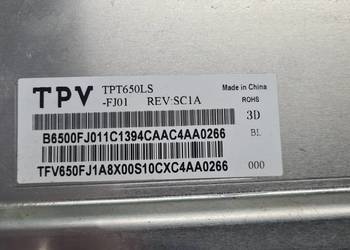 TPV
TPT650LS
-FJ01 REV:SC1A
Made in China
ROHS
3D
BL
B6500FJ011C1394CAAC4AA0266
TFV650FJ1A8X00S10CXC4AA0266
000